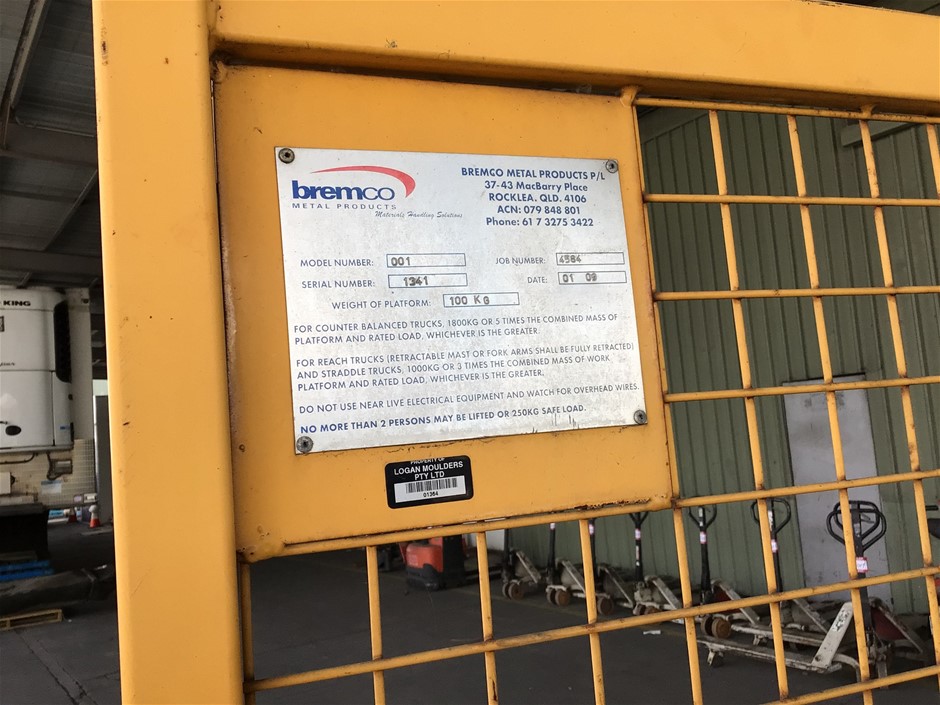 bremco
METAL PRODUCTS
Materials Handling Solutions
BREMCO METAL PRODUCTS P/L
37-43 MacBarry Place
ROCKLEA. QLD. 4106
ACN: 079 848 801
Phone: 61 7 3275 3422
MODEL NUMBER: 001
JOB NUMBER: 4584
SERIAL NUMBER: 1341
DATE: 01 09
WEIGHT OF PLATFORM: 100 KG
FOR COUNTER BALANCED TRUCKS, 1800KG OR 5 TIMES THE COMBINED MASS OF
PLATFORM AND RATED LOAD, WHICHEVER IS THE GREATER.
FOR REACH TRUCKS (RETRACTABLE MAST OR FORK ARMS SHALL BE FULLY RETRACTED)
AND STRADDLE TRUCKS, 1000KG OR 3 TIMES THE COMBINED MASS OF WORK
PLATFORM AND RATED LOAD, WHICHEVER IS THE GREATER.
DO NOT USE NEAR LIVE ELECTRICAL EQUIPMENT AND WATCH FOR OVERHEAD WIRES.
NO MORE THAN 2 PERSONS MAY BE LIFTED OR 250KG SAFE LOAD.
PROPERTY OF
LOGAN MOULDERS
PTY LTD
01364
KING